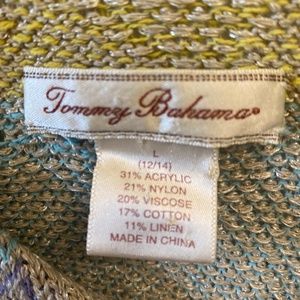 Tommy Bahama®
L
(12/14)
31% ACRYLIC
21% NYLON
20% VISCOSE
17% COTTON
11% LINEN
MADE IN CHINA